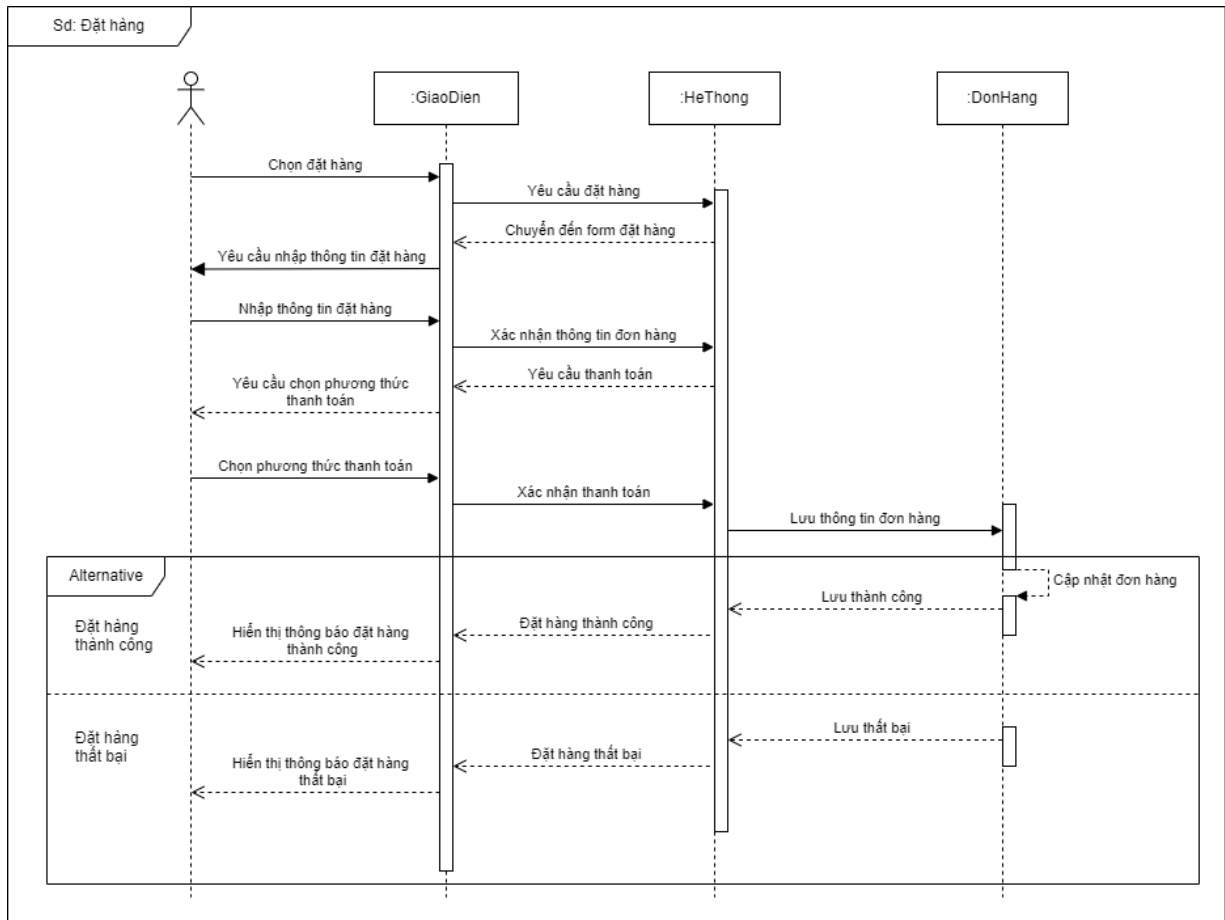 Sd: Đặt hàng
:GiaoDien
:HeThong
:DonHang
Chọn đặt hàng
Yêu cầu đặt hàng
Chuyển đến form đặt hàng
Yêu cầu nhập thông tin đặt hàng
Nhập thông tin đặt hàng
Xác nhận thông tin đơn hàng
Yêu cầu thanh toán
Yêu cầu chọn phương thức
thanh toán
Chọn phương thức thanh toán
Xác nhận thanh toán
Lưu thông tin đơn hàng
Alternative
Cập nhật đơn hàng
Lưu thành công
Đặt hàng thành công
Đặt hàng
thành công
Hiển thị thông báo đặt hàng
thành công
Lưu thất bại
Đặt hàng thất bại
Đặt hàng
thất bại
Hiển thị thông báo đặt hàng
thất bại